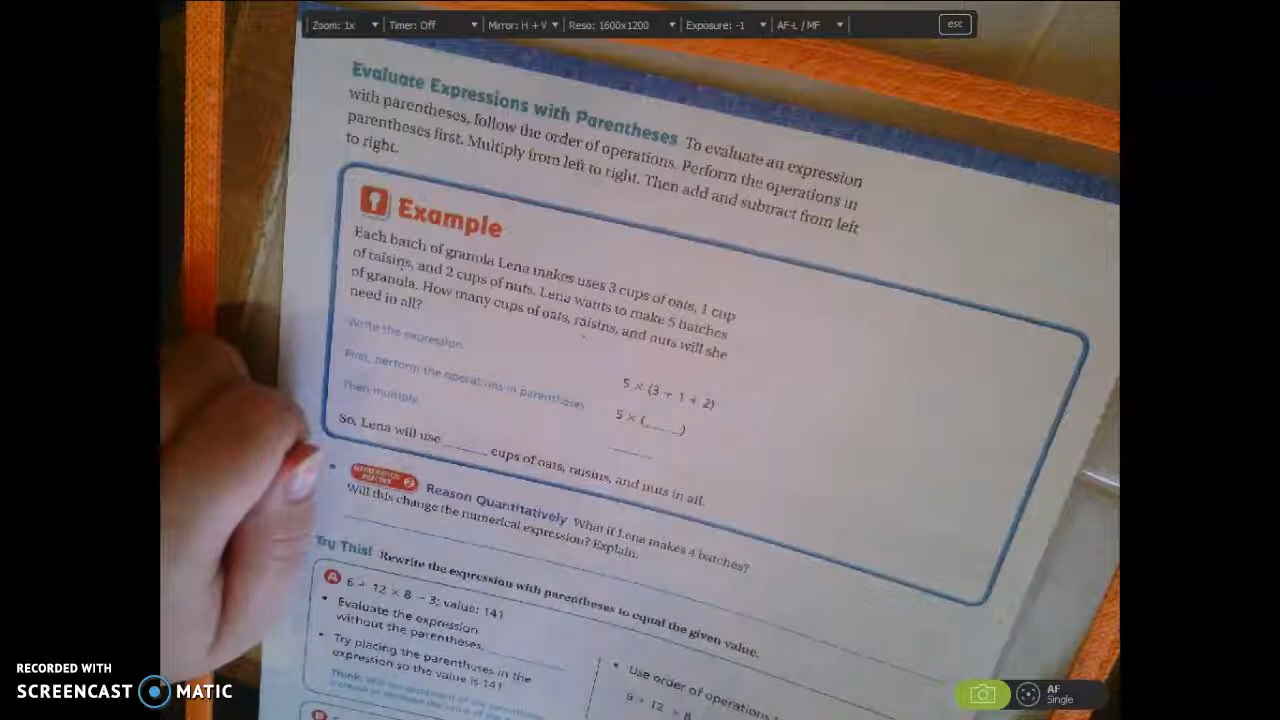 Zoom: 1x Timer: Off Mirror: H + V Reso: 1600x1200 Exposure: -1 AF-L / MF esc
Evaluate Expressions with Parentheses To evaluate an expression
with parentheses, follow the order of operations. Perform the operations in
parentheses first. Multiply from left to right. Then add and subtract from left
to right.
Example
Each batch of granola Lena makes uses 3 cups of oats, 1 cup
of raisins, and 2 cups of nuts. Lena wants to make 5 batches
of granola. How many cups of oats, raisins, and nuts will she
need in all?
Write the expression.
5 × (3 + 1 + 2)
First, perform the operations in parentheses.
5 × (____)
Then multiply.
____
So, Lena will use ____ cups of oats, raisins, and nuts in all.
MATHEMATICAL PRACTICE 2 Reason Quantitatively What if Lena makes 4 batches?
Will this change the numerical expression? Explain.
Try This! Rewrite the expression with parentheses to equal the given value.
A 6 + 12 × 8 − 3; value: 141
• Evaluate the expression
without the parentheses.
• Try placing the parentheses in the
expression so the value is 141
• Use order of operations
6 + 12 × 8
B
RECORDED WITH
SCREENCAST MATIC
AF
Single